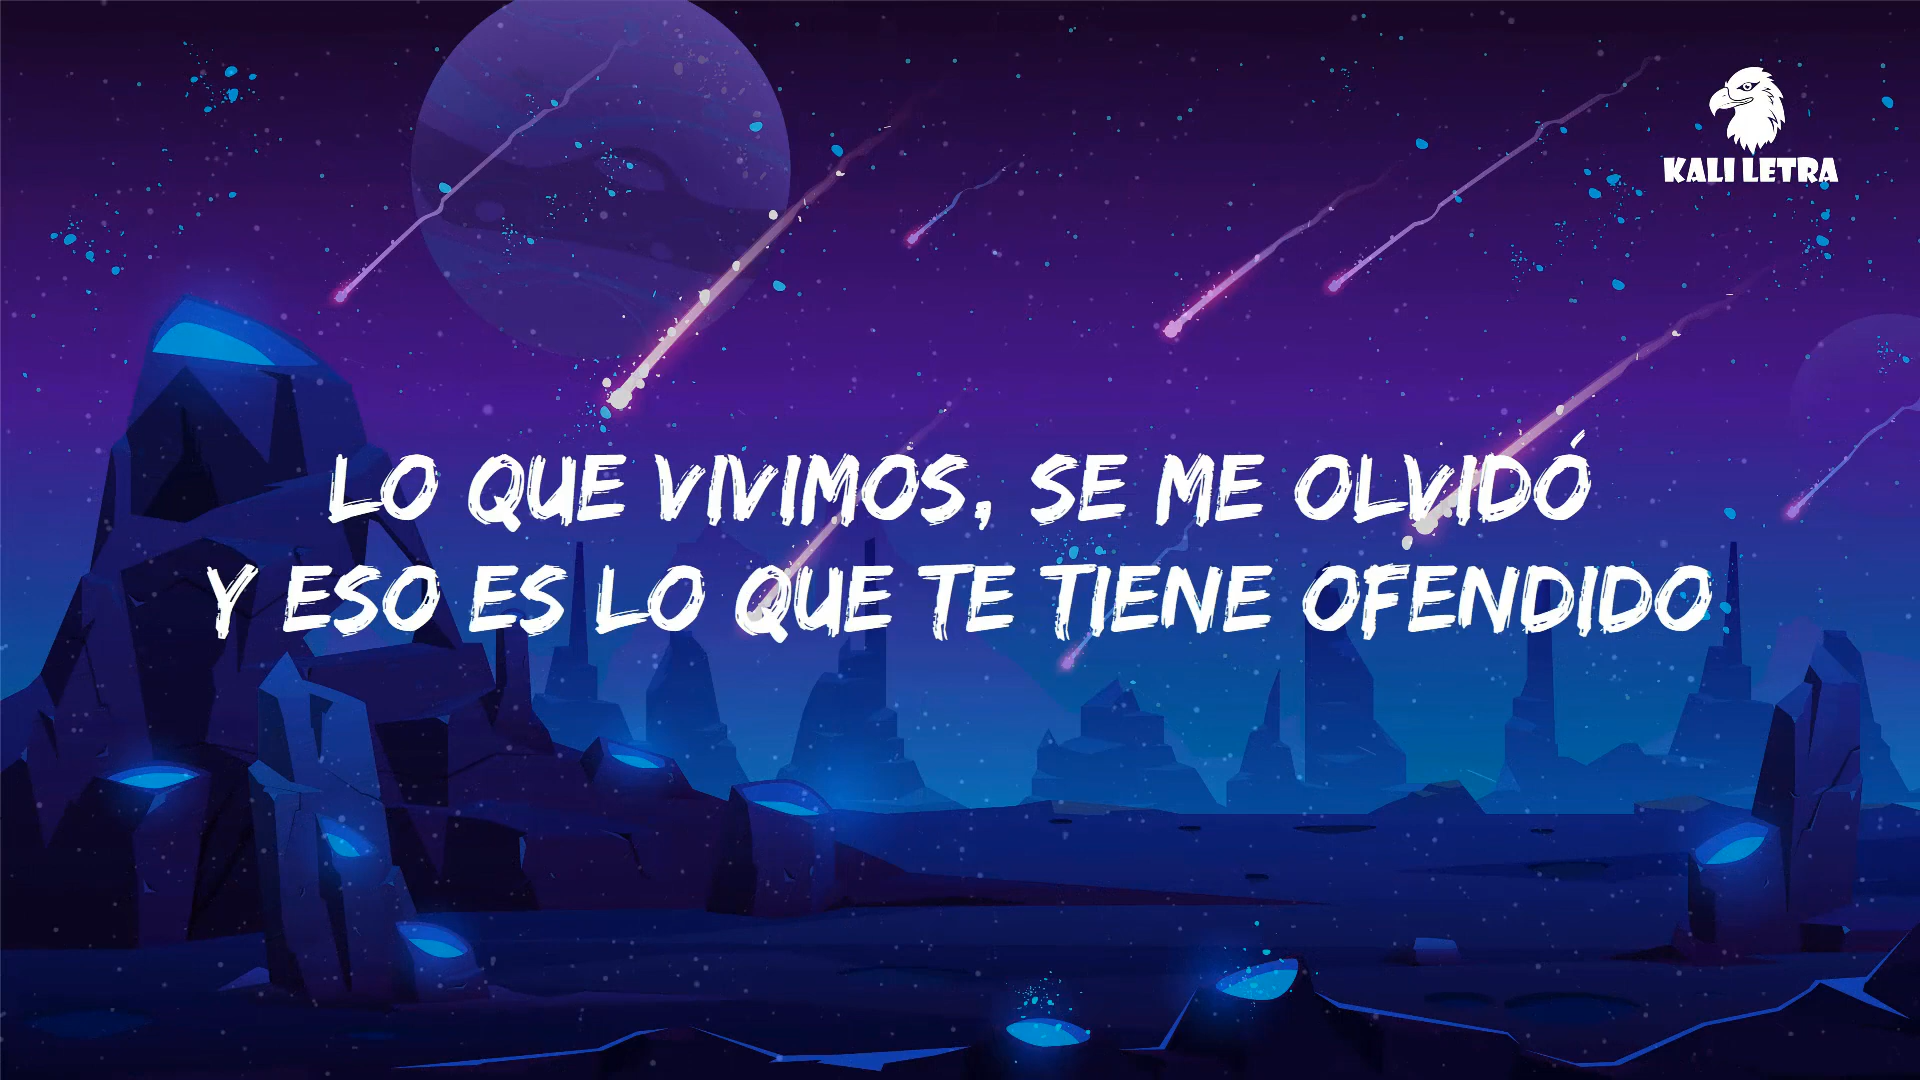 KALI LETRA
LO QUE VIVIMOS, SE ME OLVIDÓ
Y ESO ES LO QUE TE TIENE OFENDIDO